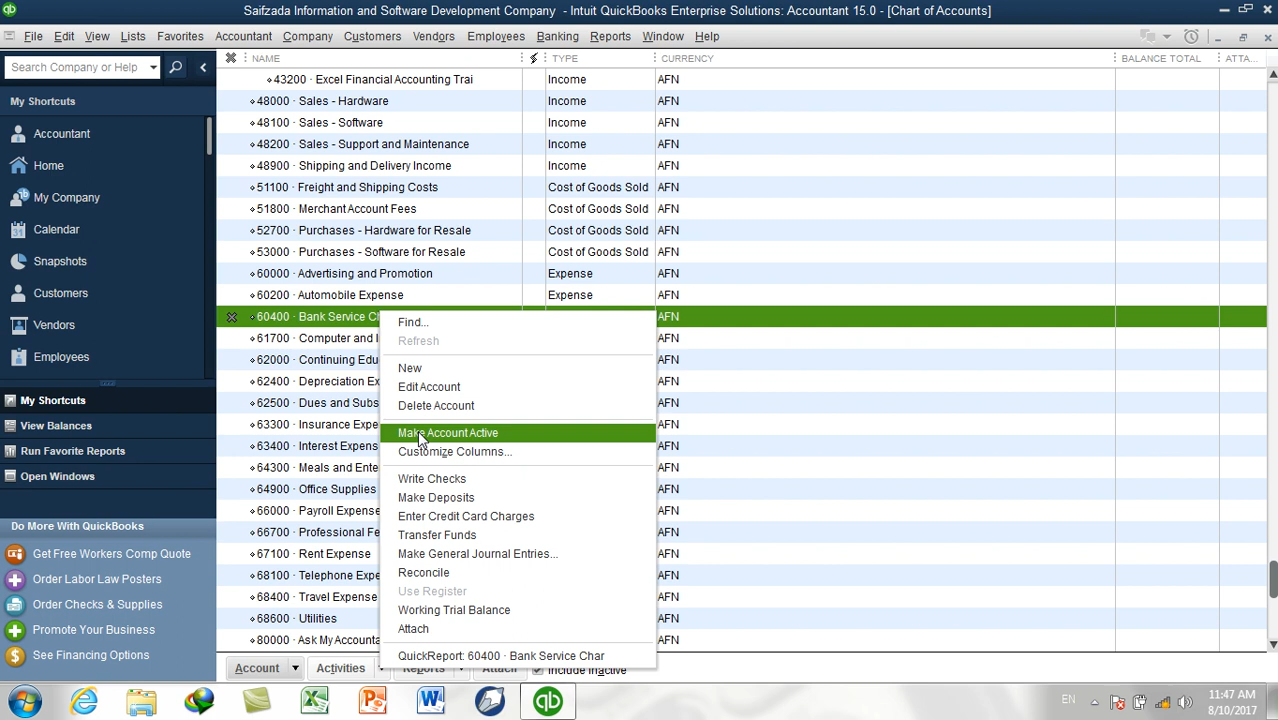 Saifzada Information and Software Development Company - Intuit QuickBooks Enterprise Solutions: Accountant 15.0 - [Chart of Accounts]
File Edit View Lists Favorites Accountant Company Customers Vendors Employees Banking Reports Window Help
Search Company or Help
My Shortcuts
Accountant
Home
My Company
Calendar
Snapshots
Customers
Vendors
Employees
My Shortcuts
View Balances
Run Favorite Reports
Open Windows
Do More With QuickBooks
Get Free Workers Comp Quote
Order Labor Law Posters
Order Checks & Supplies
Promote Your Business
See Financing Options
NAME TYPE CURRENCY BALANCE TOTAL ATTA...
43200 · Excel Financial Accounting Trai Income AFN
48000 · Sales - Hardware Income AFN
48100 · Sales - Software Income AFN
48200 · Sales - Support and Maintenance Income AFN
48900 · Shipping and Delivery Income Income AFN
51100 · Freight and Shipping Costs Cost of Goods Sold AFN
51800 · Merchant Account Fees Cost of Goods Sold AFN
52700 · Purchases - Hardware for Resale Cost of Goods Sold AFN
53000 · Purchases - Software for Resale Cost of Goods Sold AFN
60000 · Advertising and Promotion Expense AFN
60200 · Automobile Expense Expense AFN
60400 · Bank Service Ch AFN
61700 · Computer and I AFN
62000 · Continuing Edu AFN
62400 · Depreciation Ex AFN
62500 · Dues and Subs AFN
63300 · Insurance Expe AFN
63400 · Interest Expens AFN
64300 · Meals and Ente AFN
64900 · Office Supplies AFN
66000 · Payroll Expense AFN
66700 · Professional Fe AFN
67100 · Rent Expense AFN
68100 · Telephone Expe AFN
68400 · Travel Expense AFN
68600 · Utilities AFN
80000 · Ask My Accounta AFN
Find...
Refresh
New
Edit Account
Delete Account
Make Account Active
Customize Columns...
Write Checks
Make Deposits
Enter Credit Card Charges
Transfer Funds
Make General Journal Entries...
Reconcile
Use Register
Working Trial Balance
Attach
QuickReport: 60400 · Bank Service Char
Account Activities Reports Attach Include inactive
EN
11:47 AM
8/10/2017